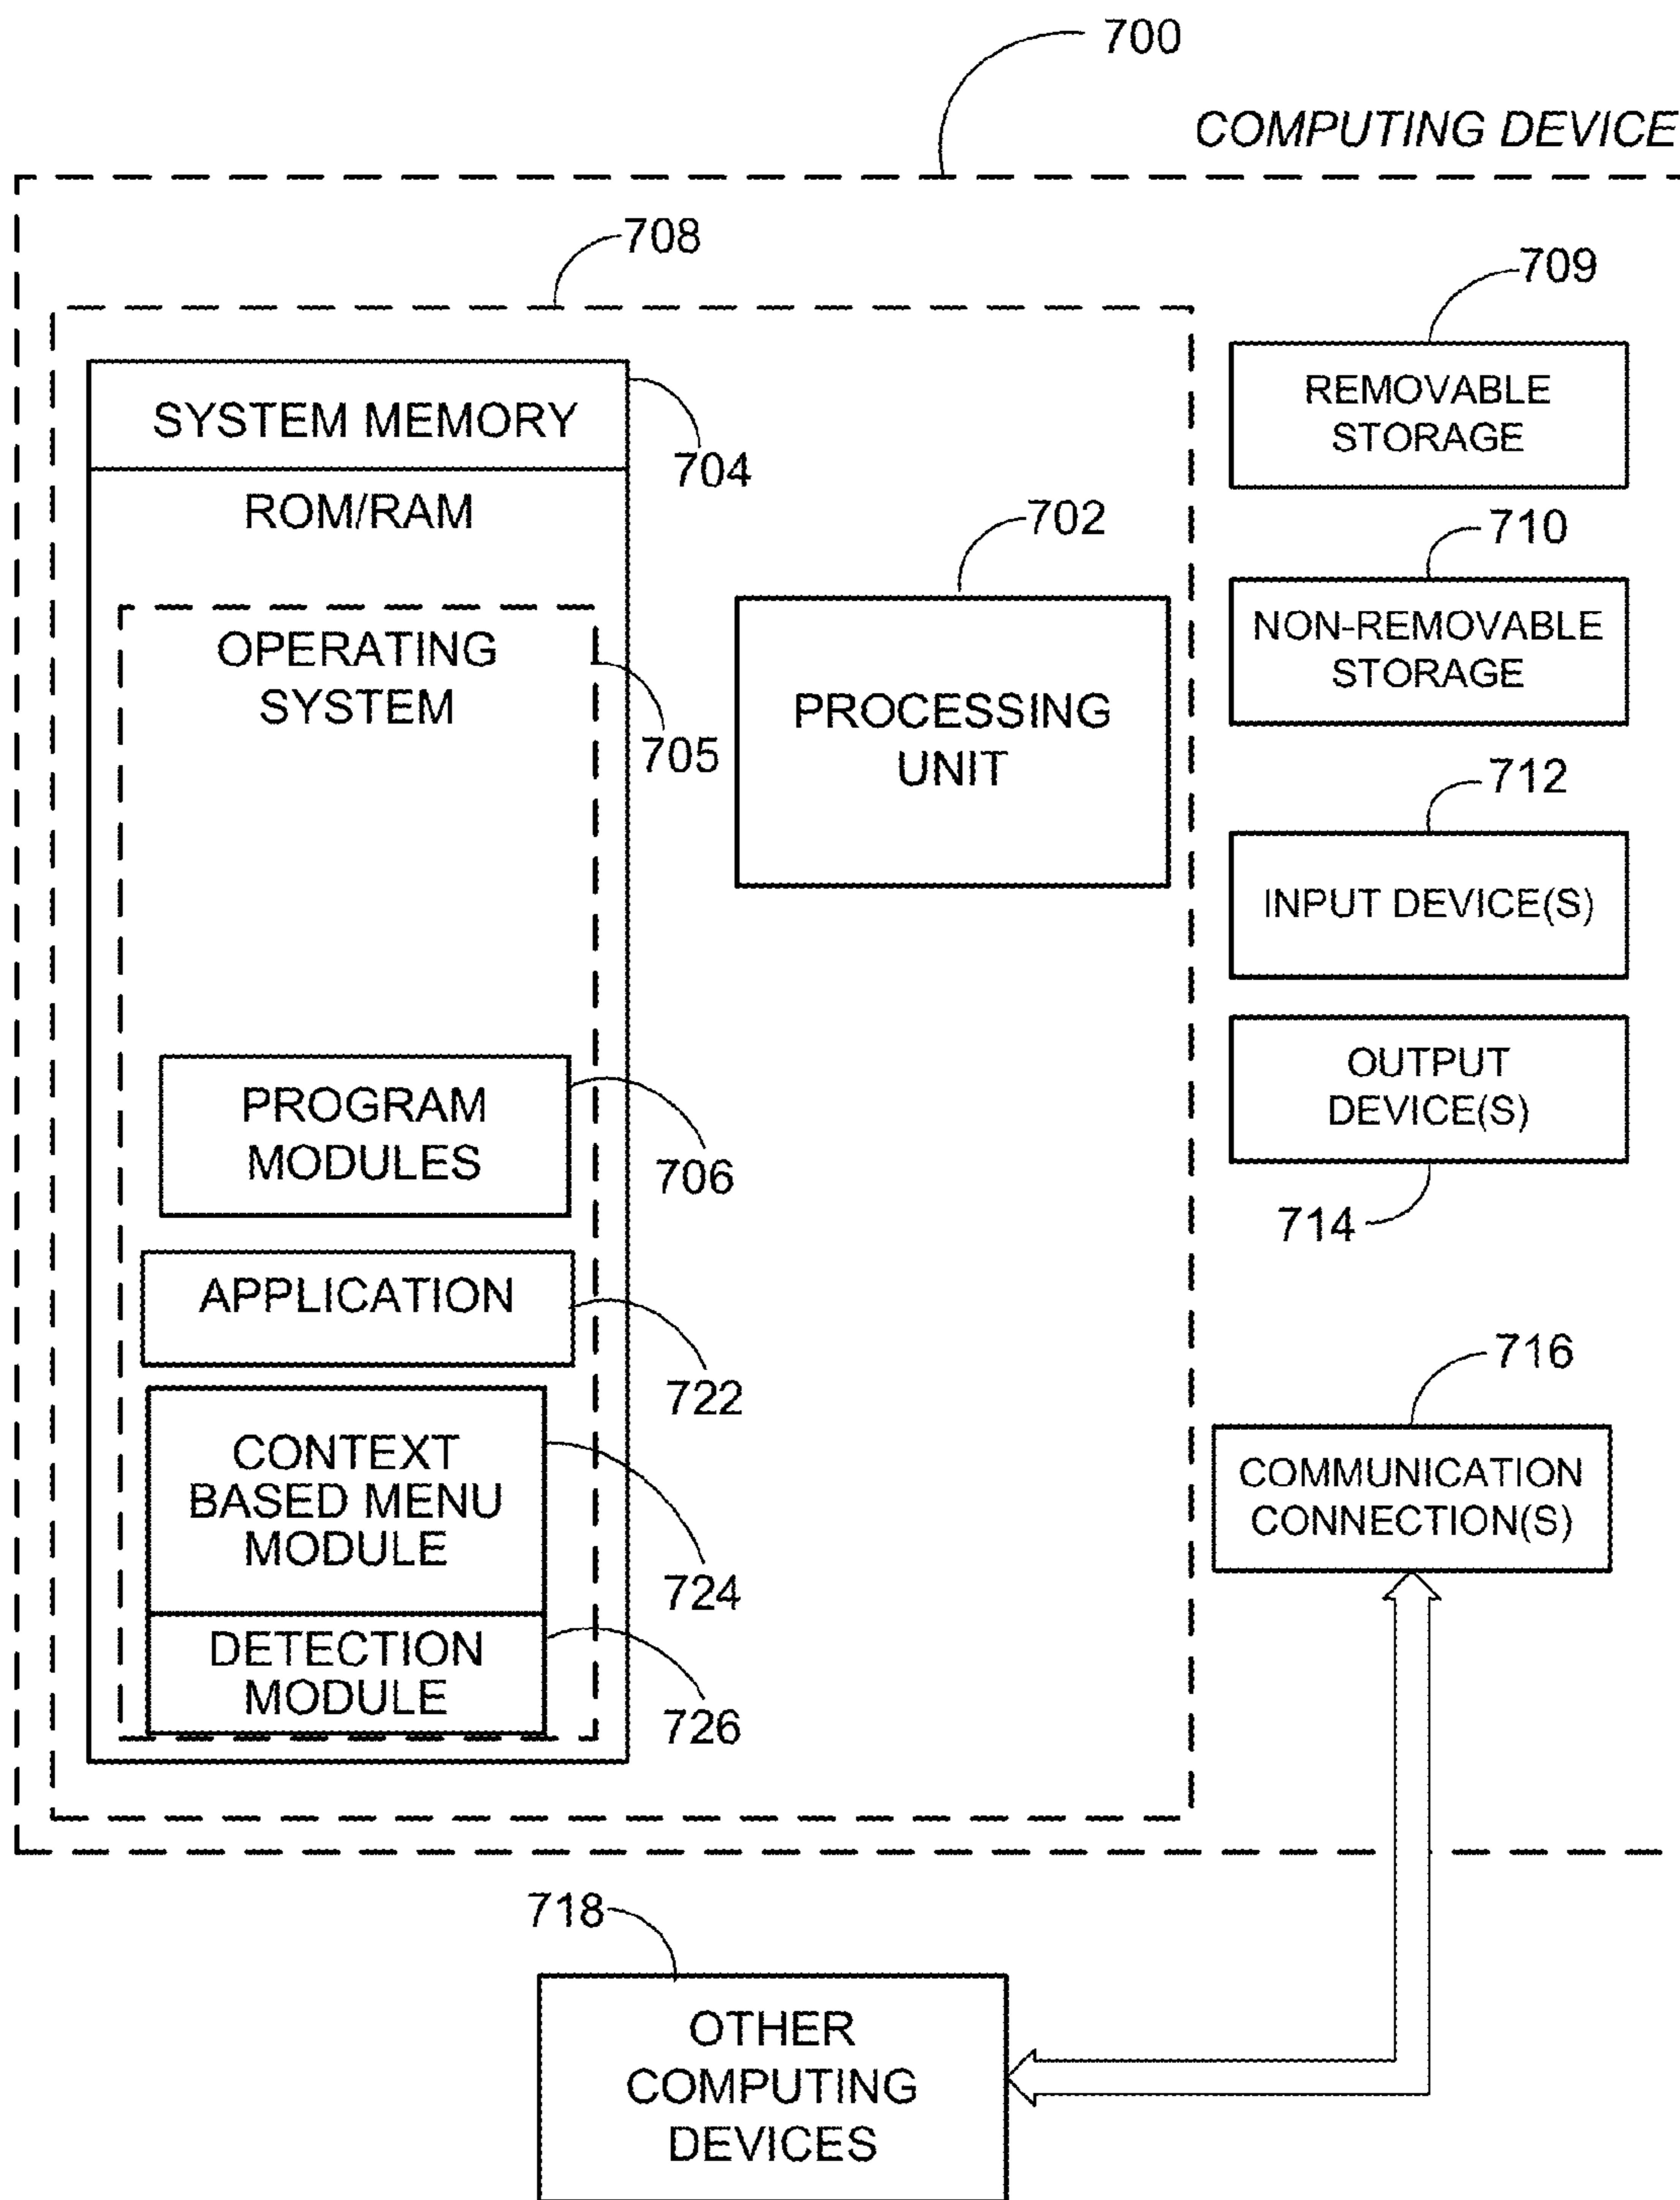 700
COMPUTING DEVICE
708
709
REMOVABLE
STORAGE
SYSTEM MEMORY
704
ROM/RAM
702
710
NON-REMOVABLE
STORAGE
OPERATING
SYSTEM
705
PROCESSING
UNIT
712
INPUT DEVICE(S)
OUTPUT
DEVICE(S)
714
PROGRAM
MODULES
706
APPLICATION
722
716
COMMUNICATION
CONNECTION(S)
CONTEXT
BASED MENU
MODULE
724
DETECTION
MODULE
726
718
OTHER
COMPUTING
DEVICES